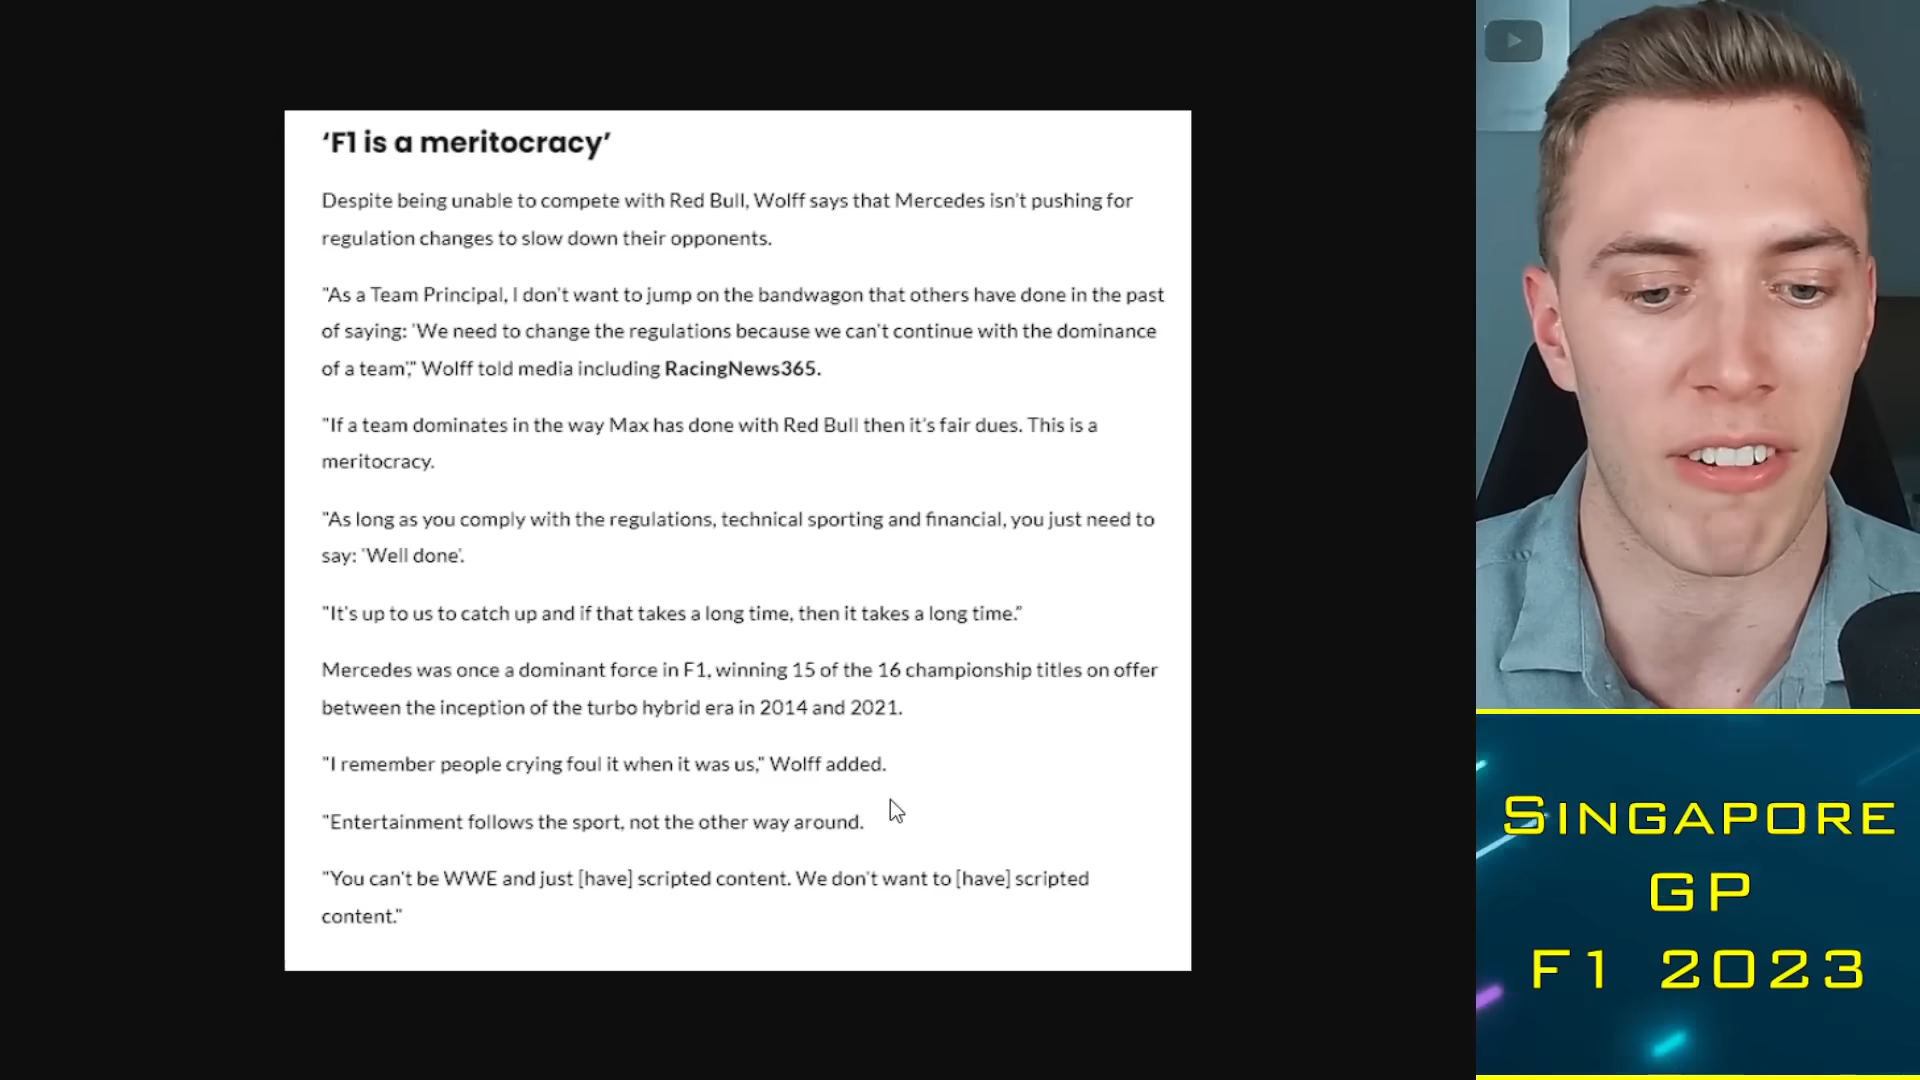 ‘F1 is a meritocracy’
Despite being unable to compete with Red Bull, Wolff says that Mercedes isn't pushing for
regulation changes to slow down their opponents.
"As a Team Principal, I don't want to jump on the bandwagon that others have done in the past
of saying: 'We need to change the regulations because we can't continue with the dominance
of a team'," Wolff told media including RacingNews365.
"If a team dominates in the way Max has done with Red Bull then it's fair dues. This is a
meritocracy.
"As long as you comply with the regulations, technical sporting and financial, you just need to
say: 'Well done'.
"It's up to us to catch up and if that takes a long time, then it takes a long time."
Mercedes was once a dominant force in F1, winning 15 of the 16 championship titles on offer
between the inception of the turbo hybrid era in 2014 and 2021.
"I remember people crying foul it when it was us," Wolff added.
"Entertainment follows the sport, not the other way around.
"You can't be WWE and just [have] scripted content. We don't want to [have] scripted
content."
SINGAPORE
GP
F1 2023